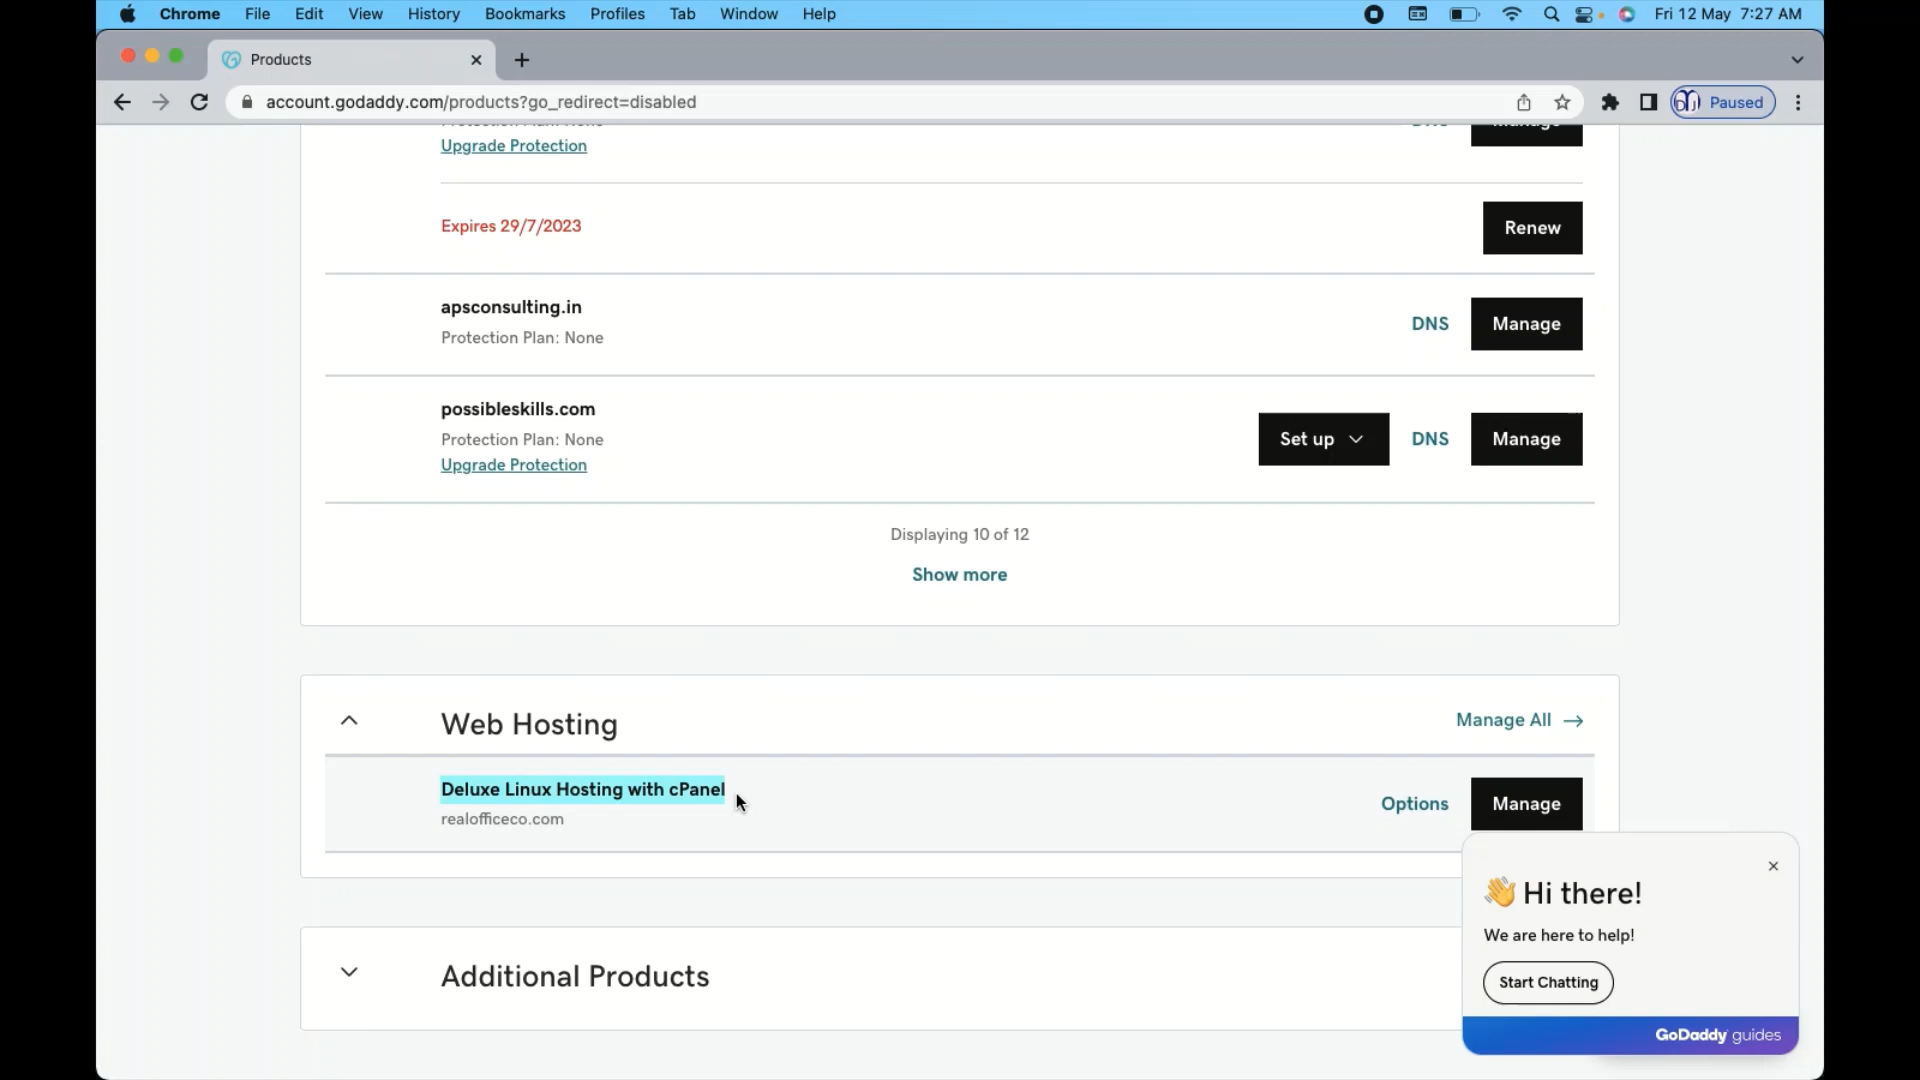 Chrome File Edit View History Bookmarks Profiles Tab Window Help Fri 12 May 7:27 AM
Products
account.godaddy.com/products?go_redirect=disabled Paused
Upgrade Protection
Expires 29/7/2023 Renew
apsconsulting.in
Protection Plan: None
DNS Manage
possibleskills.com
Protection Plan: None
Upgrade Protection
Set up DNS Manage
Displaying 10 of 12
Show more
Web Hosting Manage All →
Deluxe Linux Hosting with cPanel
realofficeco.com
Options Manage
Additional Products
👋 Hi there!
We are here to help!
Start Chatting
GoDaddy guides